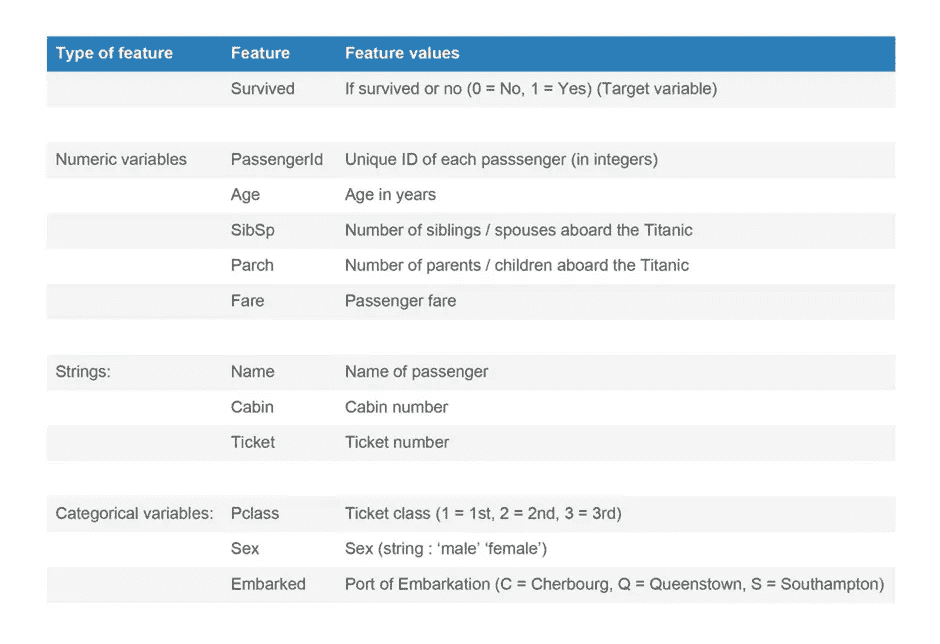 Type of feature Feature Feature values
Survived If survived or no (0 = No, 1 = Yes) (Target variable)
Numeric variables PassengerId Unique ID of each passsenger (in integers)
Age Age in years
SibSp Number of siblings / spouses aboard the Titanic
Parch Number of parents / children aboard the Titanic
Fare Passenger fare
Strings: Name Name of passenger
Cabin Cabin number
Ticket Ticket number
Categorical variables: Pclass Ticket class (1 = 1st, 2 = 2nd, 3 = 3rd)
Sex Sex (string : ‘male’ ‘female’)
Embarked Port of Embarkation (C = Cherbourg, Q = Queenstown, S = Southampton)